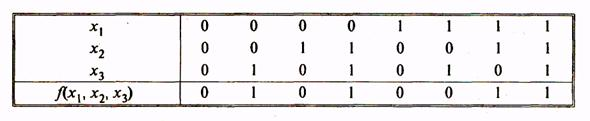 x₁ 0 0 0 0 1 1 1 1
x₂ 0 0 1 1 0 0 1 1
x₃ 0 1 0 1 0 1 0 1
f(x₁, x₂, x₃) 0 1 0 1 0 0 1 1